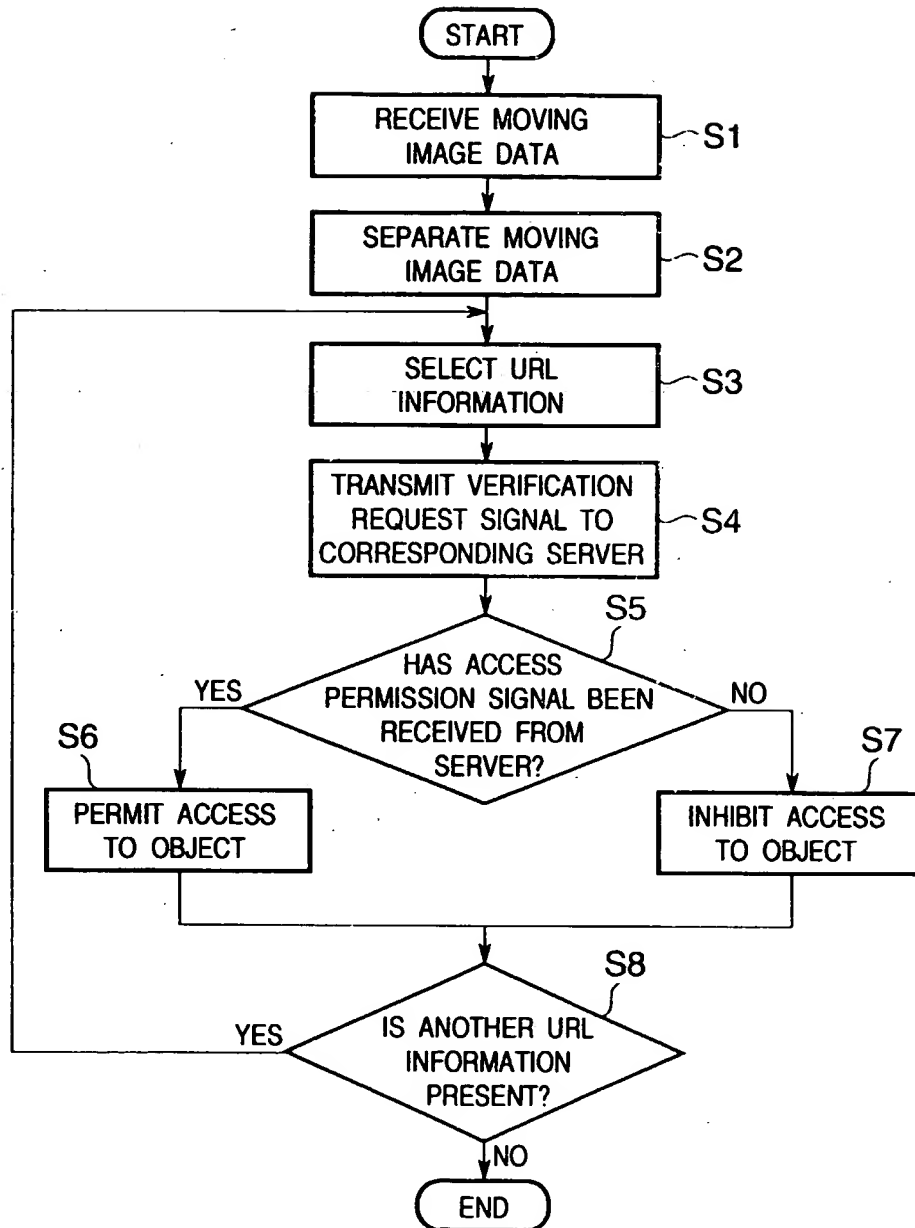 START
RECEIVE MOVING
IMAGE DATA
S1
SEPARATE MOVING
IMAGE DATA
S2
SELECT URL
INFORMATION
S3
TRANSMIT VERIFICATION
REQUEST SIGNAL TO
CORRESPONDING SERVER
S4
S5
HAS ACCESS
PERMISSION SIGNAL BEEN
RECEIVED FROM
SERVER?
YES
NO
S6
PERMIT ACCESS
TO OBJECT
S7
INHIBIT ACCESS
TO OBJECT
S8
IS ANOTHER URL
INFORMATION
PRESENT?
YES
NO
END